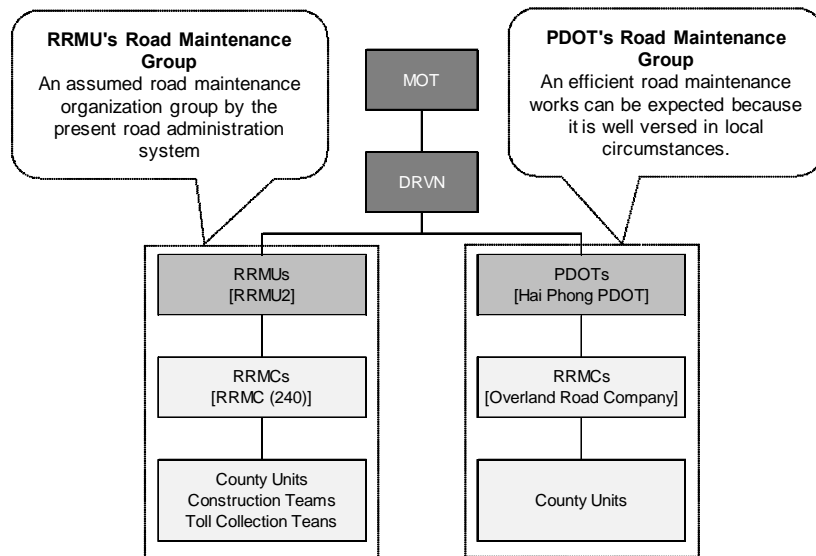 RRMU's Road Maintenance
Group
An assumed road maintenance
organization group by the
present road administration
system
PDOT's Road Maintenance
Group
An efficient road maintenance
works can be expected because
it is well versed in local
circumstances.
MOT
DRVN
RRMUs
[RRMU2]
PDOTs
[Hai Phong PDOT]
RRMCs
[RRMC (240)]
RRMCs
[Overland Road Company]
County Units
Construction Teams
Toll Collection Teans
County Units